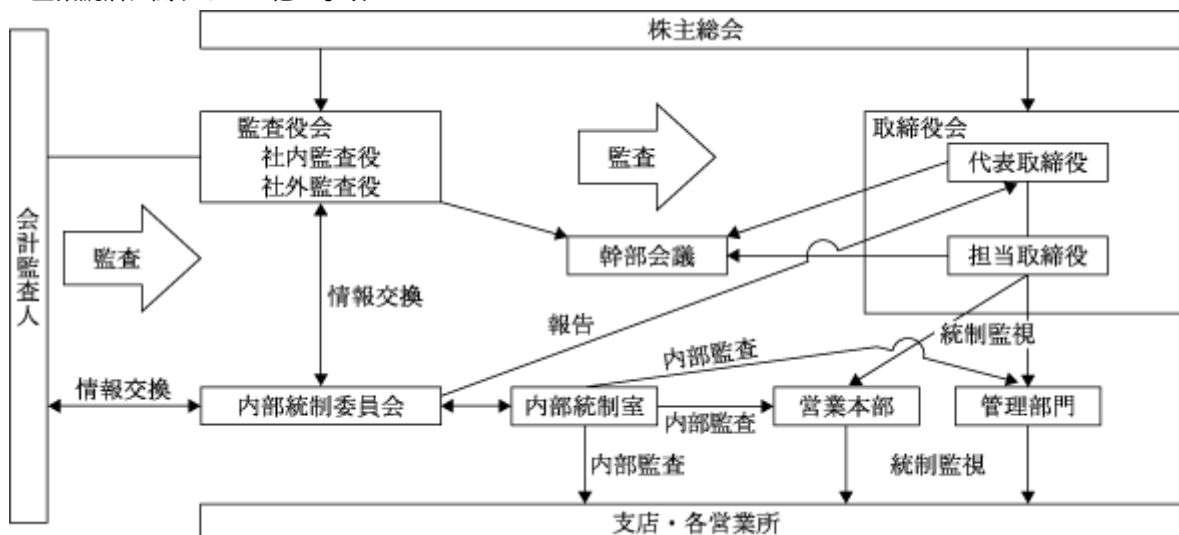 株主総会
監査役会
社内監査役
社外監査役
監査
取締役会
代表取締役
会計監査人
監査
幹部会議
担当取締役
情報交換
報告
統制監視
内部監査
情報交換
内部統制委員会
内部統制室
内部監査
営業本部
管理部門
内部監査
統制監視
支店・各営業所